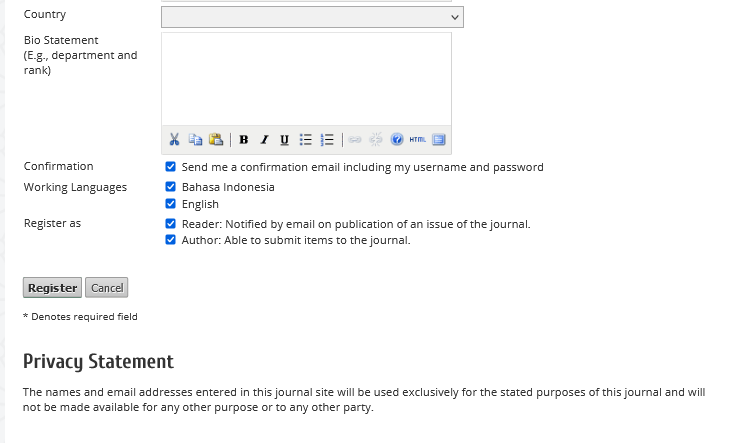 Country
Bio Statement
(E.g., department and
rank)
B I U HTML
Confirmation
Send me a confirmation email including my username and password
Working Languages
Bahasa Indonesia
English
Register as
Reader: Notified by email on publication of an issue of the journal.
Author: Able to submit items to the journal.
Register Cancel
* Denotes required field
Privacy Statement
The names and email addresses entered in this journal site will be used exclusively for the stated purposes of this journal and will
not be made available for any other purpose or to any other party.